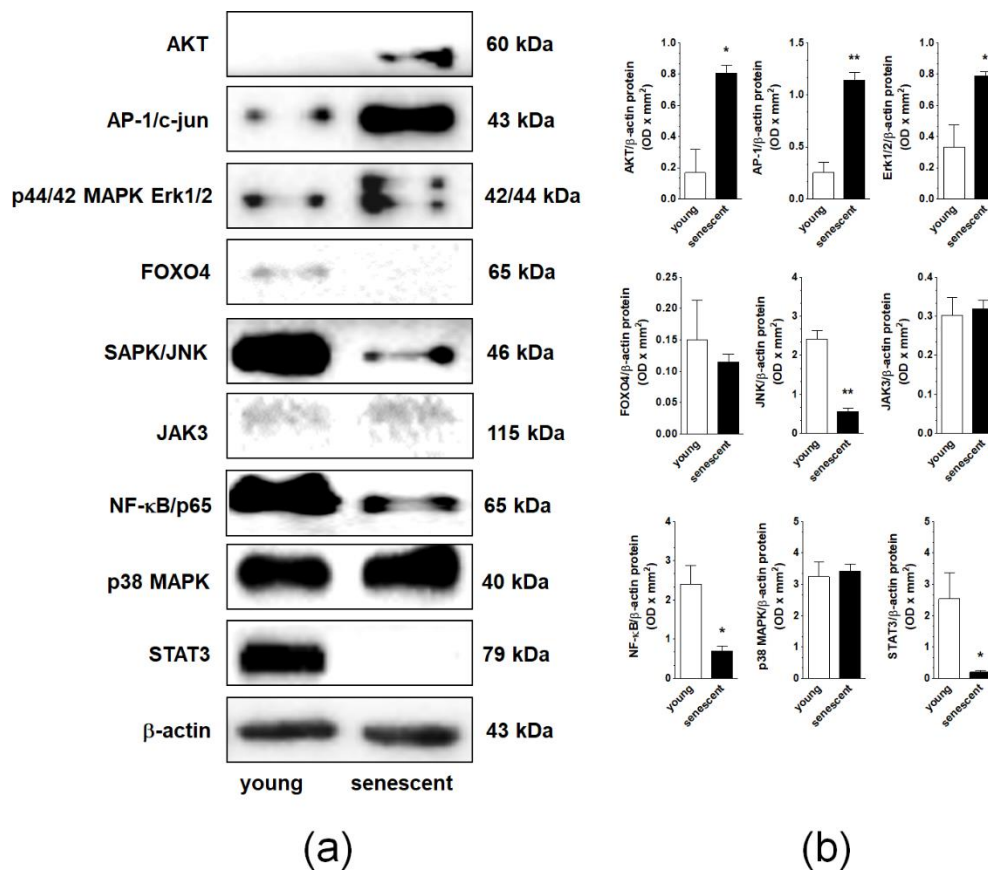 AKT 60 kDa
AP-1/c-jun 43 kDa
p44/42 MAPK Erk1/2 42/44 kDa
FOXO4 65 kDa
SAPK/JNK 46 kDa
JAK3 115 kDa
NF-κB/p65 65 kDa
p38 MAPK 40 kDa
STAT3 79 kDa
β-actin 43 kDa
young senescent
(a)
AKT/β-actin protein
(OD x mm²)
1.0
0.8
0.6
0.4
0.2
0.0
*
young
senescent
AP-1/β-actin protein
(OD x mm²)
1.5
1.0
0.5
0.0
**
young
senescent
Erk1/2/β-actin protein
(OD x mm²)
1.0
0.8
0.6
0.4
0.2
0.0
*
young
senescent
FOXO4/β-actin protein
(OD x mm²)
0.25
0.20
0.15
0.10
0.05
0.00
young
senescent
JNK/β-actin protein
(OD x mm²)
4
3
2
1
0
**
young
senescent
JAK3/β-actin protein
(OD x mm²)
0.4
0.3
0.2
0.1
0.0
young
senescent
NF-κB/β-actin protein
(OD x mm²)
4
3
2
1
0
*
young
senescent
p38 MAPK/β-actin protein
(OD x mm²)
5
4
3
2
1
0
young
senescent
STAT3/β-actin protein
(OD x mm²)
4
3
2
1
0
*
young
senescent
(b)